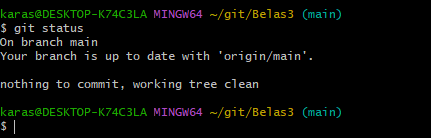 karas@DESKTOP-K74C3LA MINGW64 ~/git/Belas3 (main)
$ git status
On branch main
Your branch is up to date with 'origin/main'.
nothing to commit, working tree clean
karas@DESKTOP-K74C3LA MINGW64 ~/git/Belas3 (main)
$